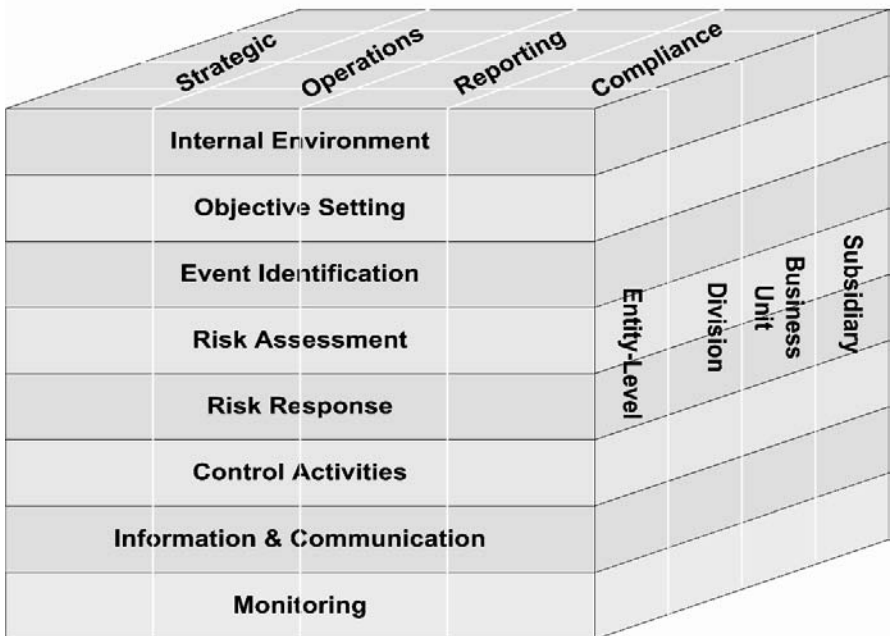 Strategic
Operations
Reporting
Compliance
Internal Environment
Objective Setting
Event Identification
Risk Assessment
Risk Response
Control Activities
Information & Communication
Monitoring
Entity-Level
Division
Business
Unit
Subsidiary